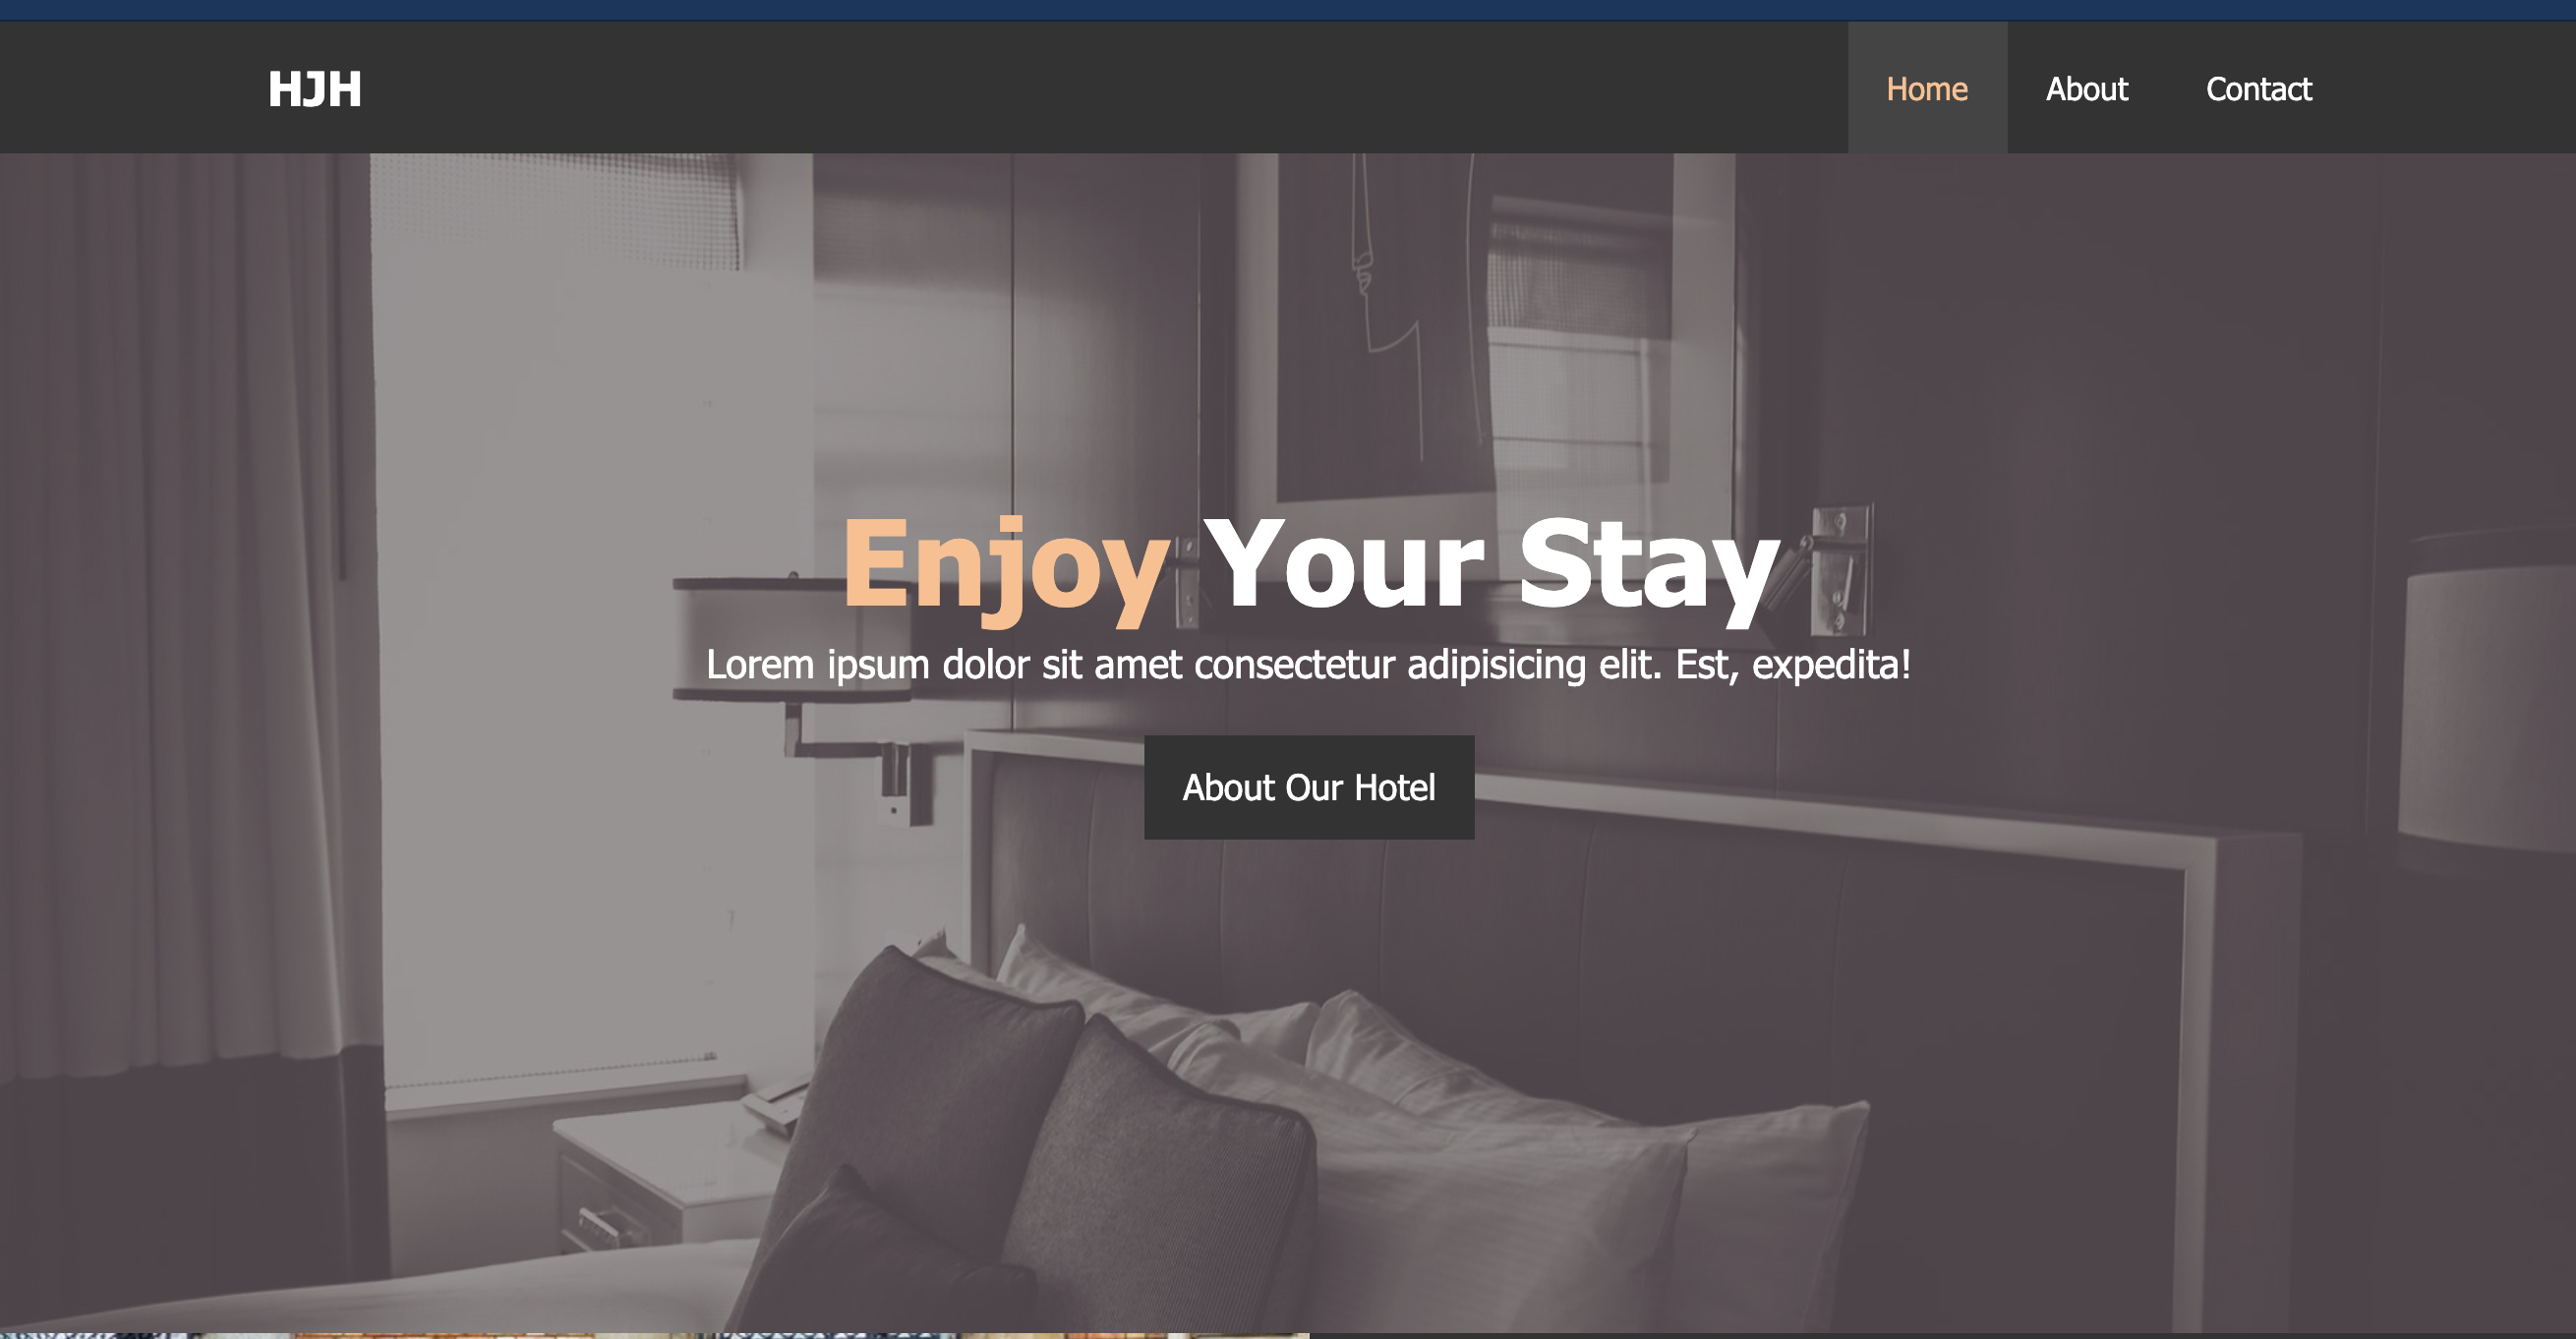 HJH
Home About Contact
Enjoy Your Stay
Lorem ipsum dolor sit amet consectetur adipisicing elit. Est, expedita!
About Our Hotel